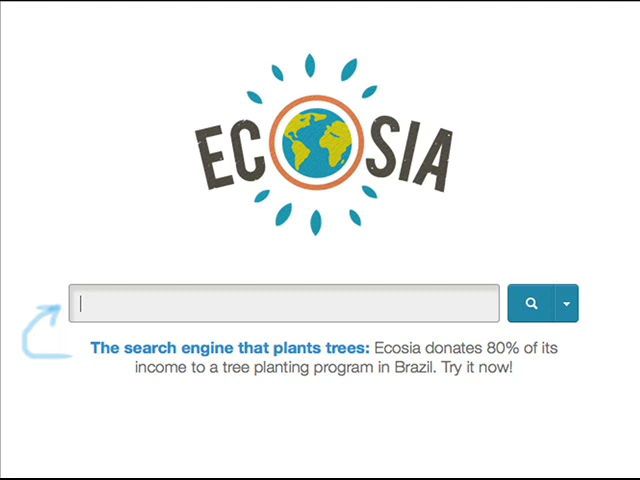 ECOSIA
The search engine that plants trees: Ecosia donates 80% of its
income to a tree planting program in Brazil. Try it now!